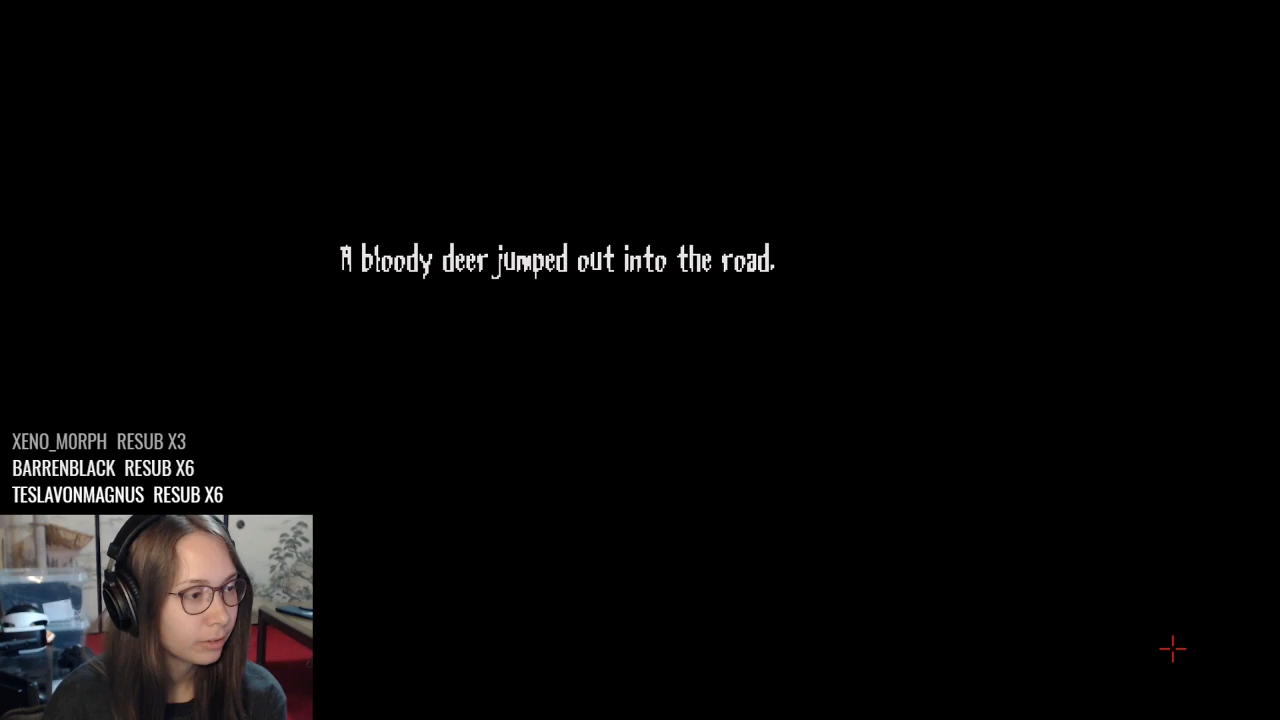 A bloody deer jumped out into the road.
XENO_MORPH RESUB X3
BARRENBLACK RESUB X6
TESLAVONMAGNUS RESUB X6